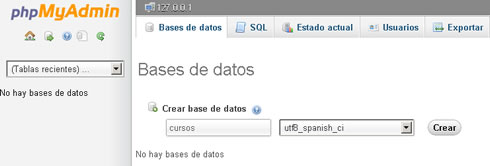 phpMyAdmin
(Tablas recientes) ...
No hay bases de datos
127.0.0.1
Bases de datos
SQL
Estado actual
Usuarios
Exportar
Bases de datos
Crear base de datos
cursos
utf8_spanish_ci
Crear
No hay bases de datos